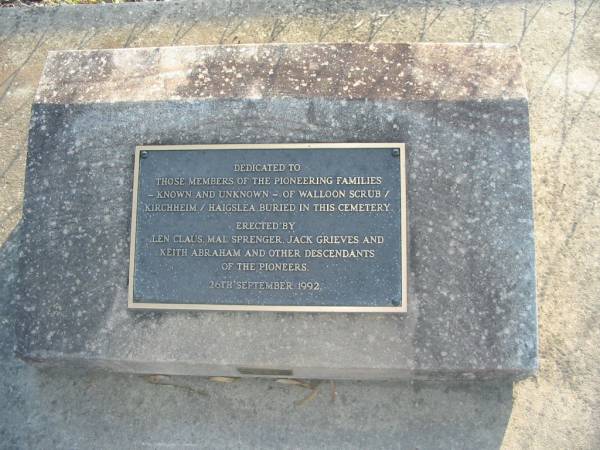 DEDICATED TO
THOSE MEMBERS OF THE PIONEERING FAMILIES
– KNOWN AND UNKNOWN – OF WALLOON SCRUB /
KIRCHHEIM / HAIGSLEA BURIED IN THIS CEMETERY.
ERECTED BY
LEN CLAUS, MAL SPRENGER, JACK GRIEVES AND
KEITH ABRAHAM AND OTHER DESCENDANTS
OF THE PIONEERS.
26TH SEPTEMBER 1992.